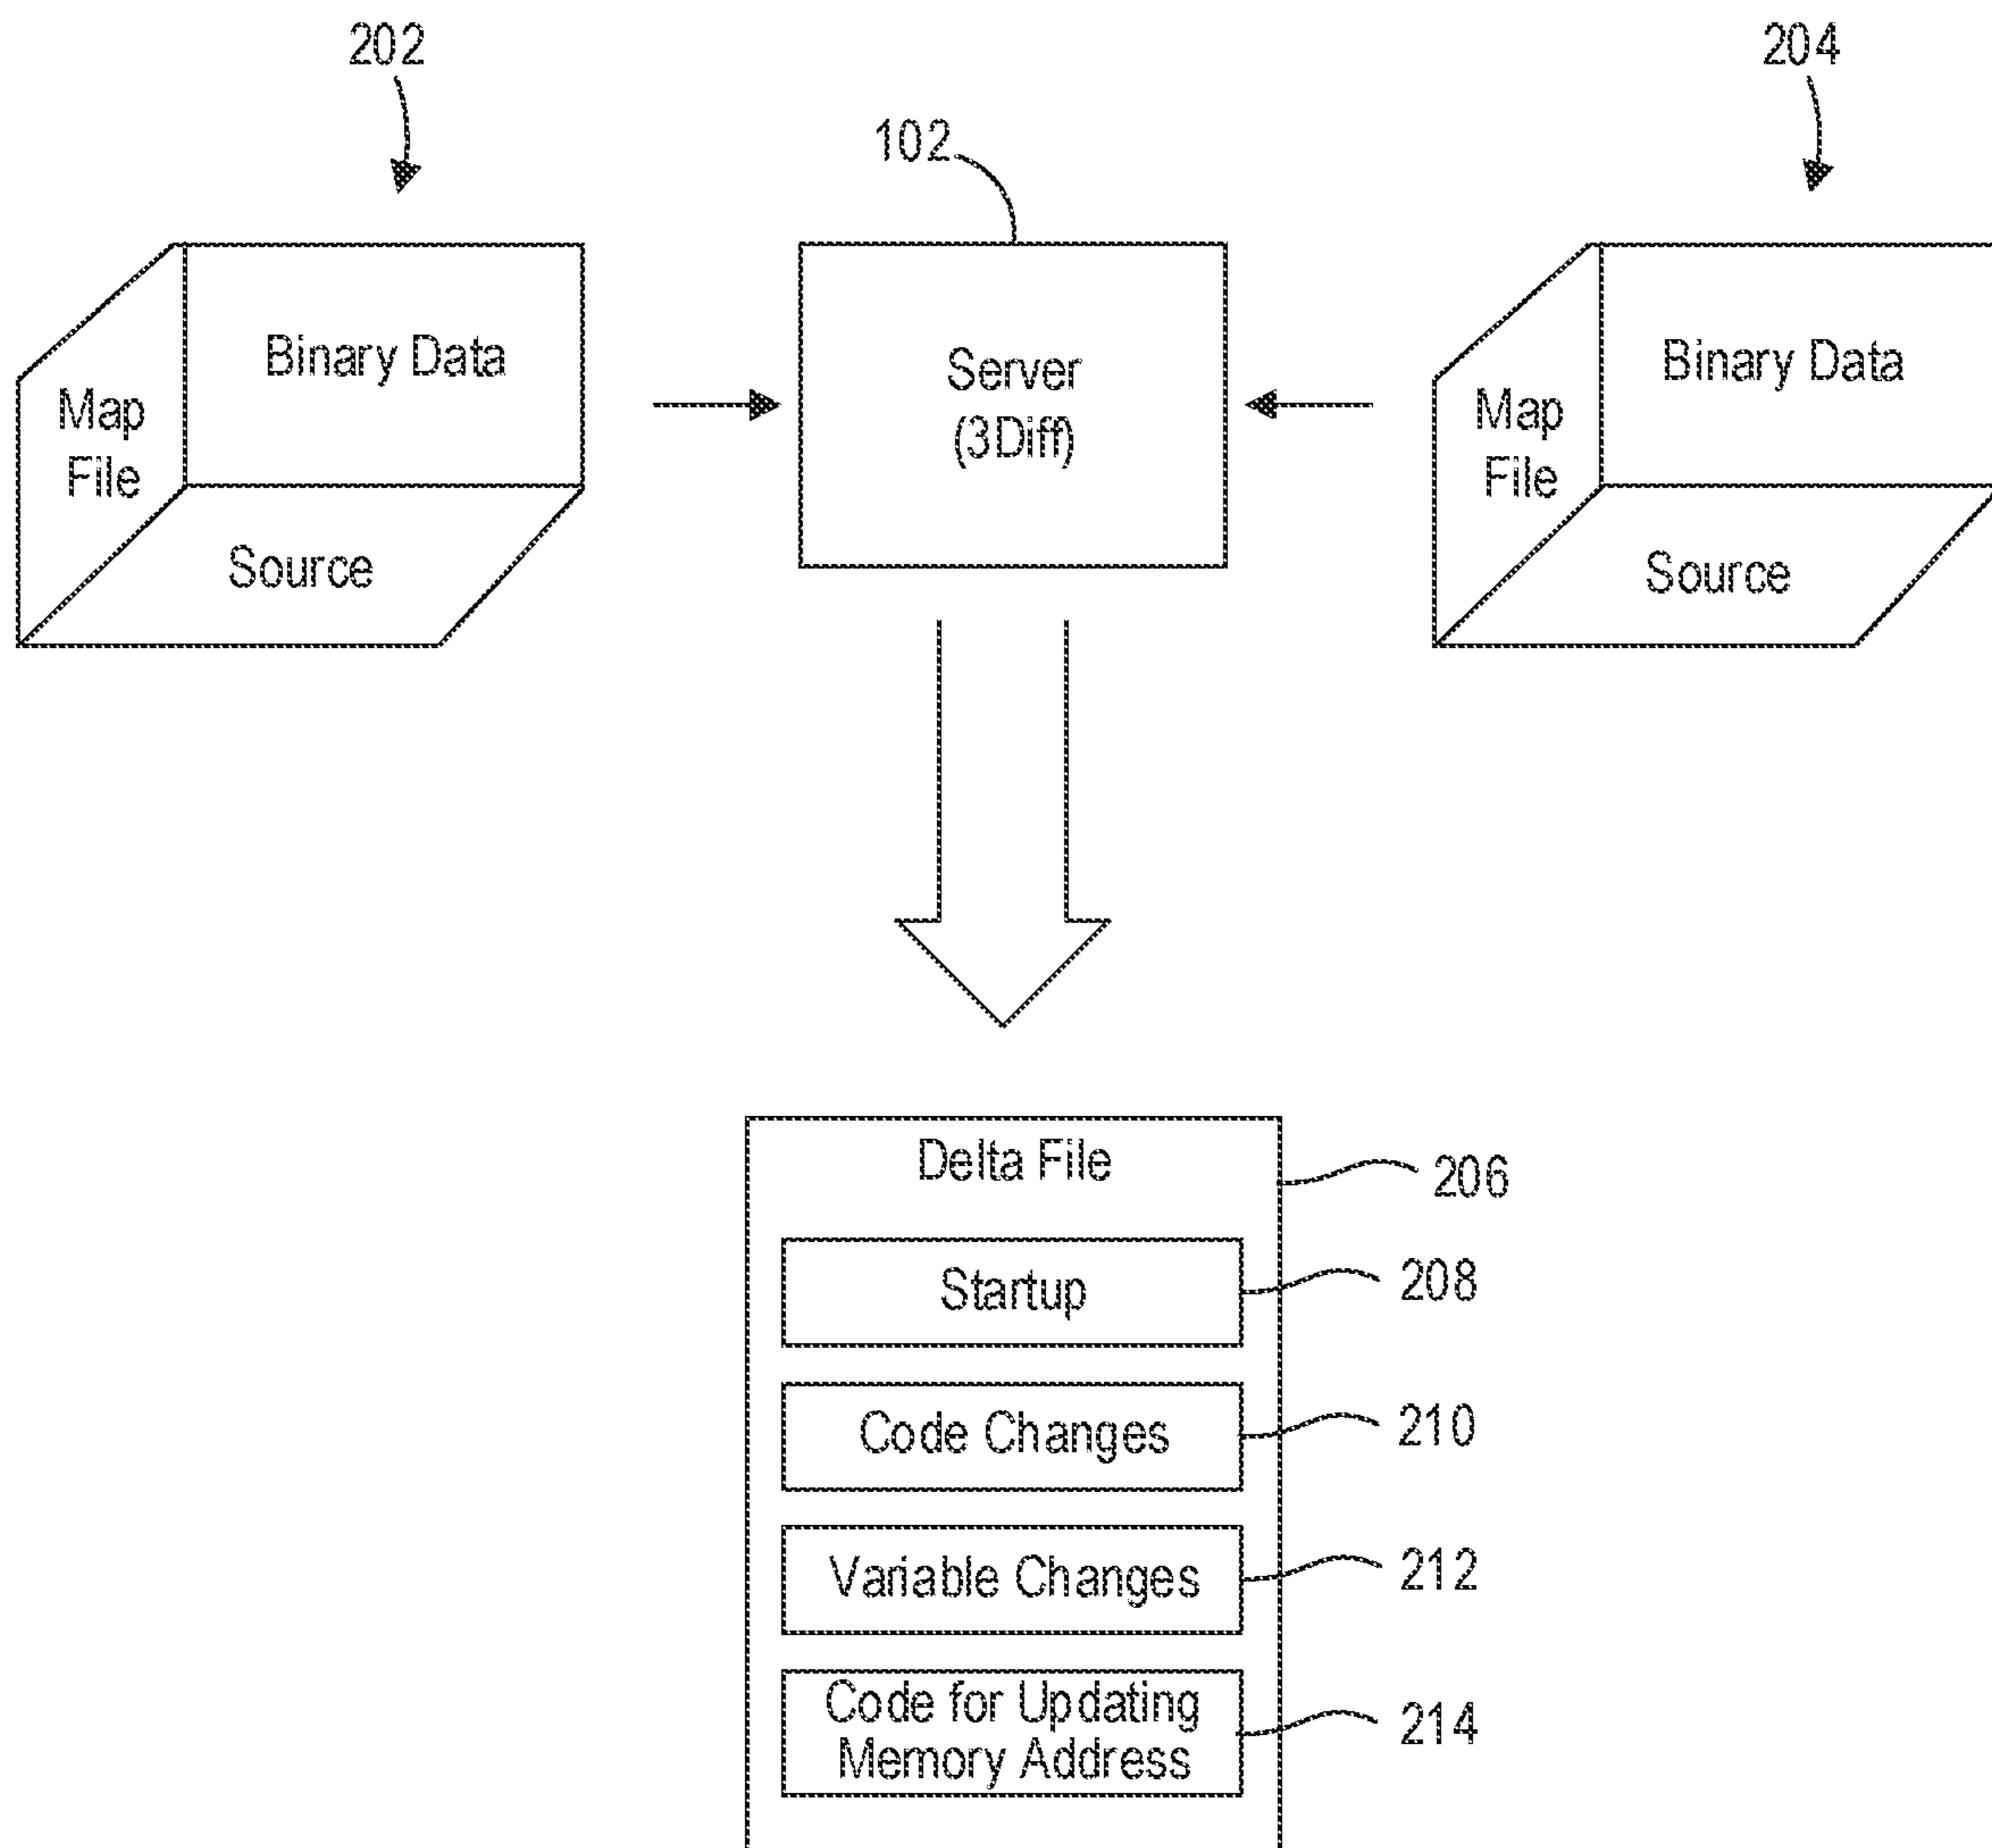 202
204
102
Binary Data
Map
File
Source
Server
(3Diff)
Binary Data
Map
File
Source
Delta File
206
Startup
208
Code Changes
210
Variable Changes
212
Code for Updating
Memory Address
214